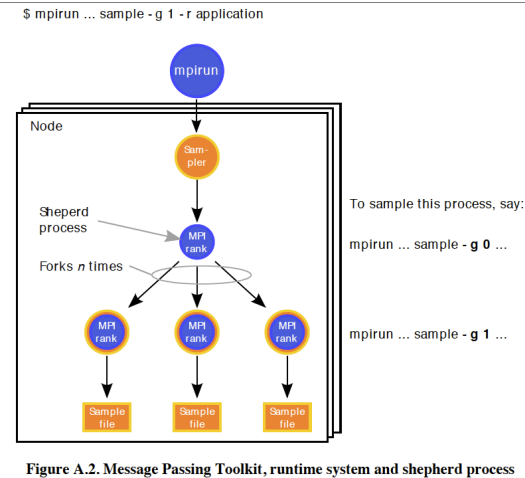 $ mpirun ... sample - g 1 - r application
mpirun
Node
Sam-
pler
To sample this process, say:
Sheperd
process
MPI
rank
mpirun ... sample - g 0 ...
Forks n times
MPI
rank
MPI
rank
MPI
rank
mpirun ... sample - g 1 ...
Sample
file
Sample
file
Sample
file
Figure A.2. Message Passing Toolkit, runtime system and shepherd process